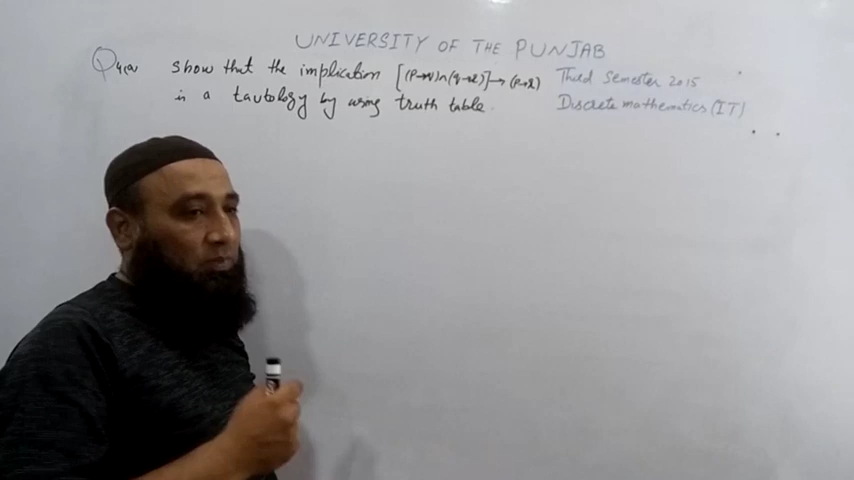 UNIVERSITY OF THE PUNJAB
show that the implication [(P→q)∧(q→r)]→(P→r) Third Semester 2015
is a tautology by using truth table. Discrete mathematics (IT)